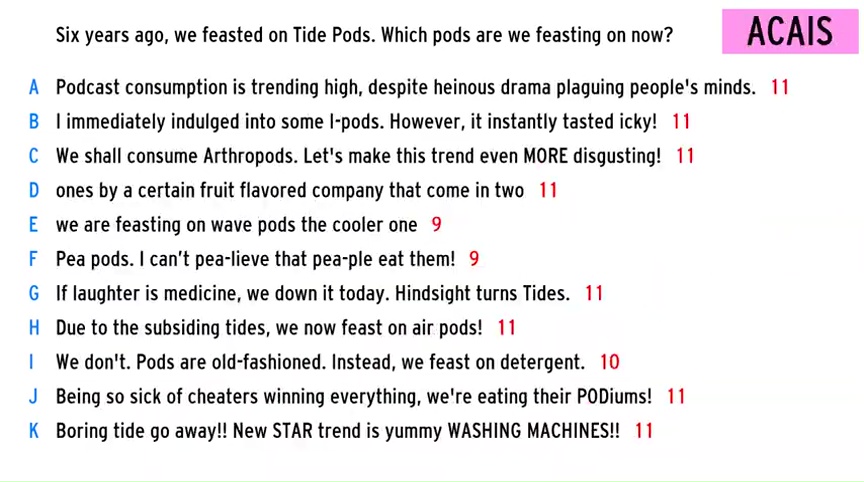 Six years ago, we feasted on Tide Pods. Which pods are we feasting on now?
ACAIS
A Podcast consumption is trending high, despite heinous drama plaguing people's minds. 11
B I immediately indulged into some I-pods. However, it instantly tasted icky! 11
C We shall consume Arthropods. Let's make this trend even MORE disgusting! 11
D ones by a certain fruit flavored company that come in two 11
E we are feasting on wave pods the cooler one 9
F Pea pods. I can't pea-lieve that pea-ple eat them! 9
G If laughter is medicine, we down it today. Hindsight turns Tides. 11
H Due to the subsiding tides, we now feast on air pods! 11
I We don't. Pods are old-fashioned. Instead, we feast on detergent. 10
J Being so sick of cheaters winning everything, we're eating their PODiums! 11
K Boring tide go away!! New STAR trend is yummy WASHING MACHINES!! 11